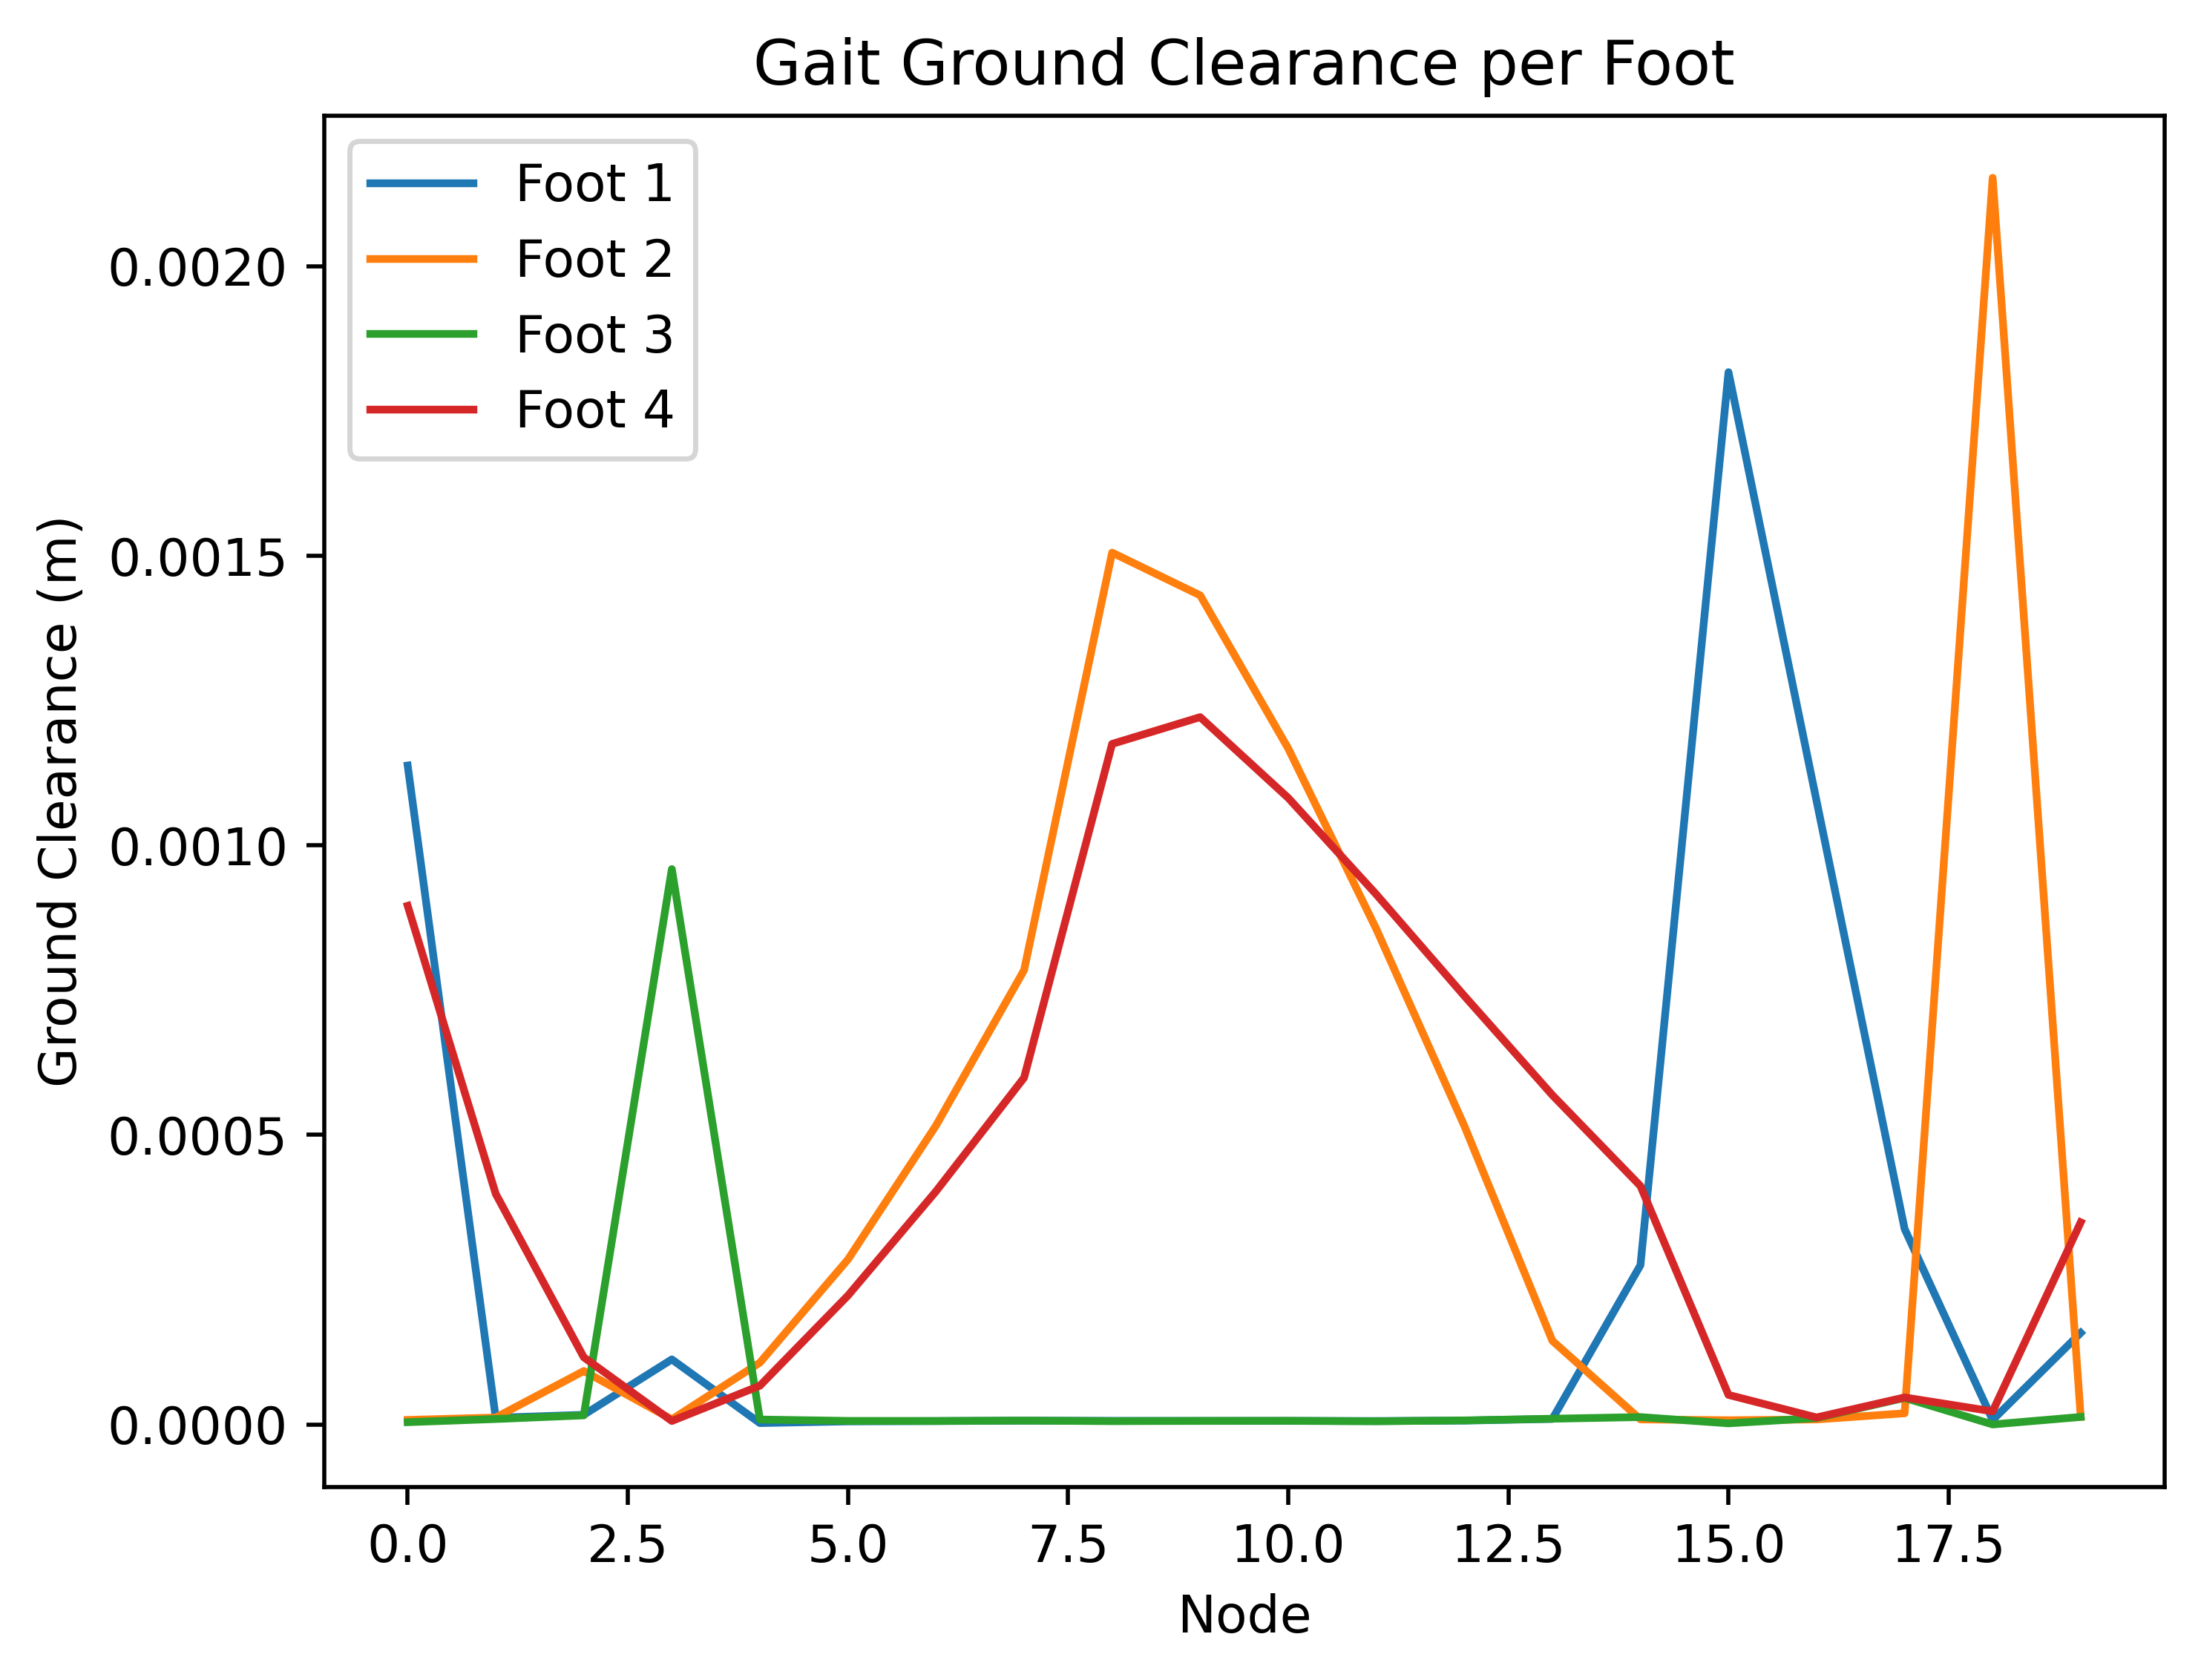 Gait Ground Clearance per Foot
Foot 1
Foot 2
Foot 3
Foot 4
Ground Clearance (m)
0.0020
0.0015
0.0010
0.0005
0.0000
0.0 2.5 5.0 7.5 10.0 12.5 15.0 17.5
Node